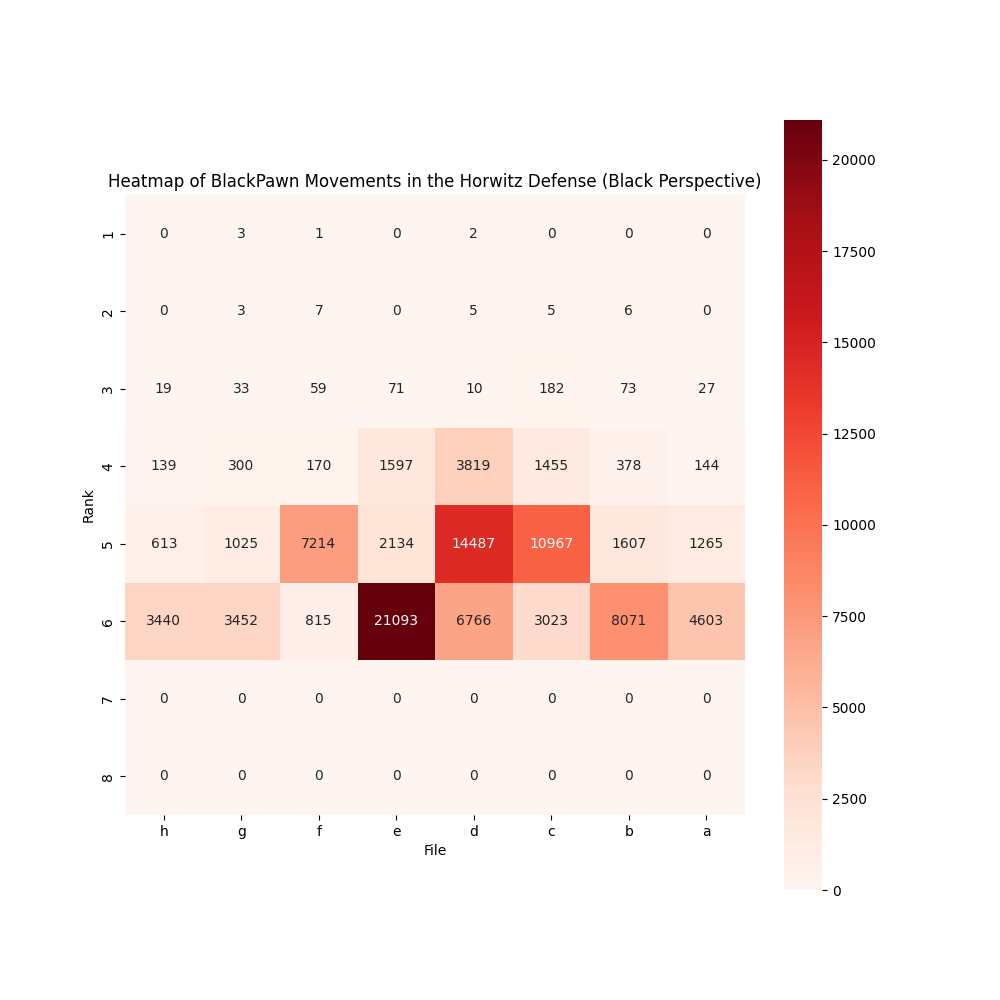 Heatmap of BlackPawn Movements in the Horwitz Defense (Black Perspective)
1 0 3 1 0 2 0 0 0
2 0 3 7 0 5 5 6 0
3 19 33 59 71 10 182 73 27
4 139 300 170 1597 3819 1455 378 144
5 613 1025 7214 2134 14487 10967 1607 1265
6 3440 3452 815 21093 6766 3023 8071 4603
7 0 0 0 0 0 0 0 0
8 0 0 0 0 0 0 0 0
h g f e d c b a
File
Rank
20000
17500
15000
12500
10000
7500
5000
2500
0